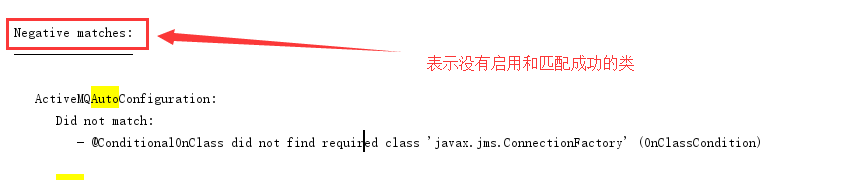 Negative matches:
表示没有启用和匹配成功的类
ActiveMQAutoConfiguration:
Did not match:
- @ConditionalOnClass did not find required class 'javax.jms.ConnectionFactory' (OnClassCondition)